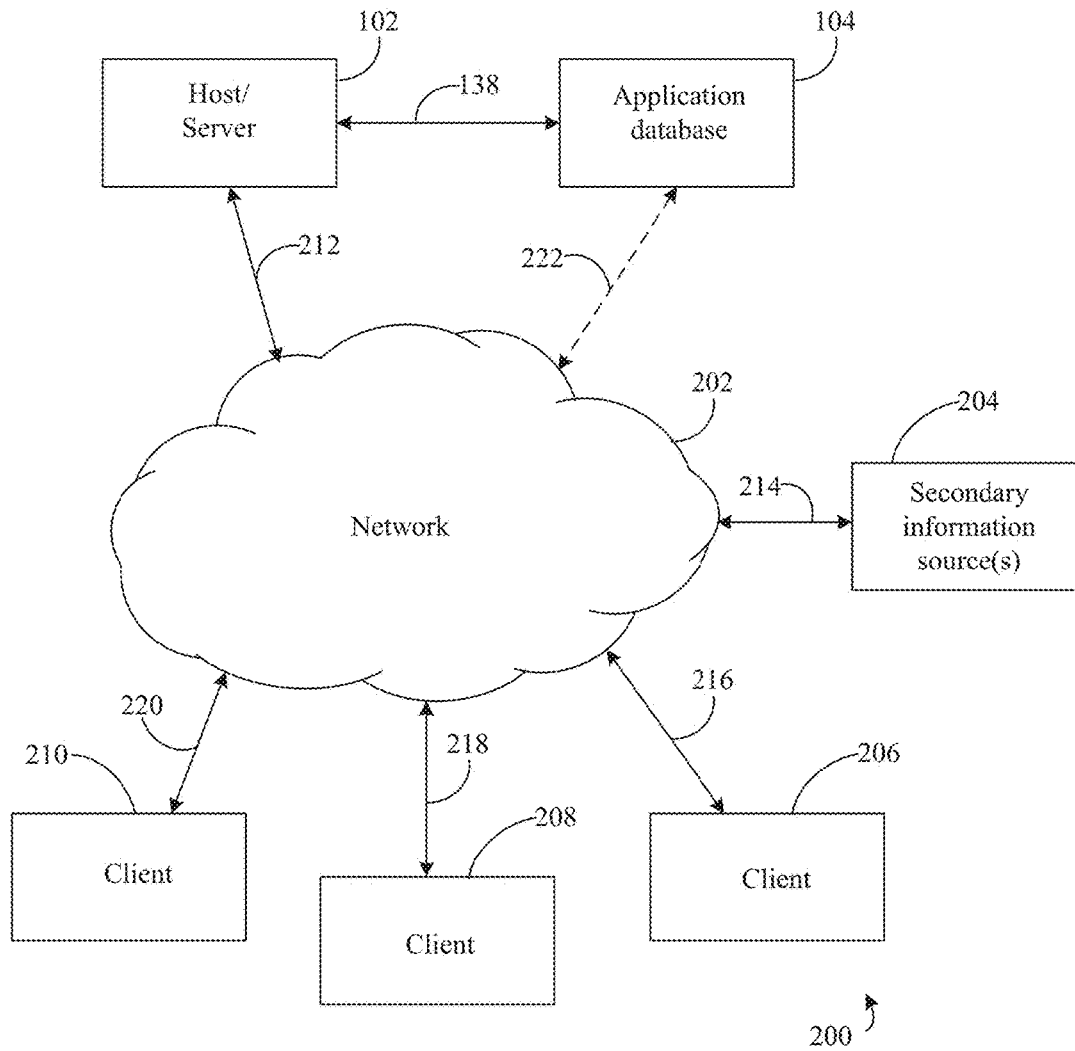 102
104
Host/
Server
138
Application
database
212
222
202
204
214
Secondary
information
source(s)
Network
220
216
210
218
206
208
Client
Client
Client
200